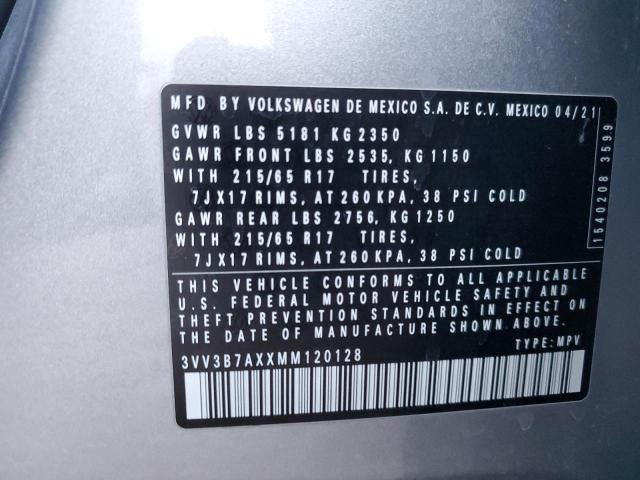 MFD BY VOLKSWAGEN DE MEXICO S.A. DE C.V. MEXICO 04/21
GVWR LBS 5181 KG 2350
GAWR FRONT LBS 2535, KG 1150
WITH 215/65 R17 TIRES,
7JX17 RIMS, AT 260 KPA, 38 PSI COLD
GAWR REAR LBS 2756, KG 1250
WITH 215/65 R17 TIRES,
7JX17 RIMS, AT 260 KPA, 38 PSI COLD
THIS VEHICLE CONFORMS TO ALL APPLICABLE
U.S. FEDERAL MOTOR VEHICLE SAFETY AND
THEFT PREVENTION STANDARDS IN EFFECT ON
THE DATE OF MANUFACTURE SHOWN ABOVE.
3VV3B7AXXMM120128
TYPE: MPV
1540208 3599